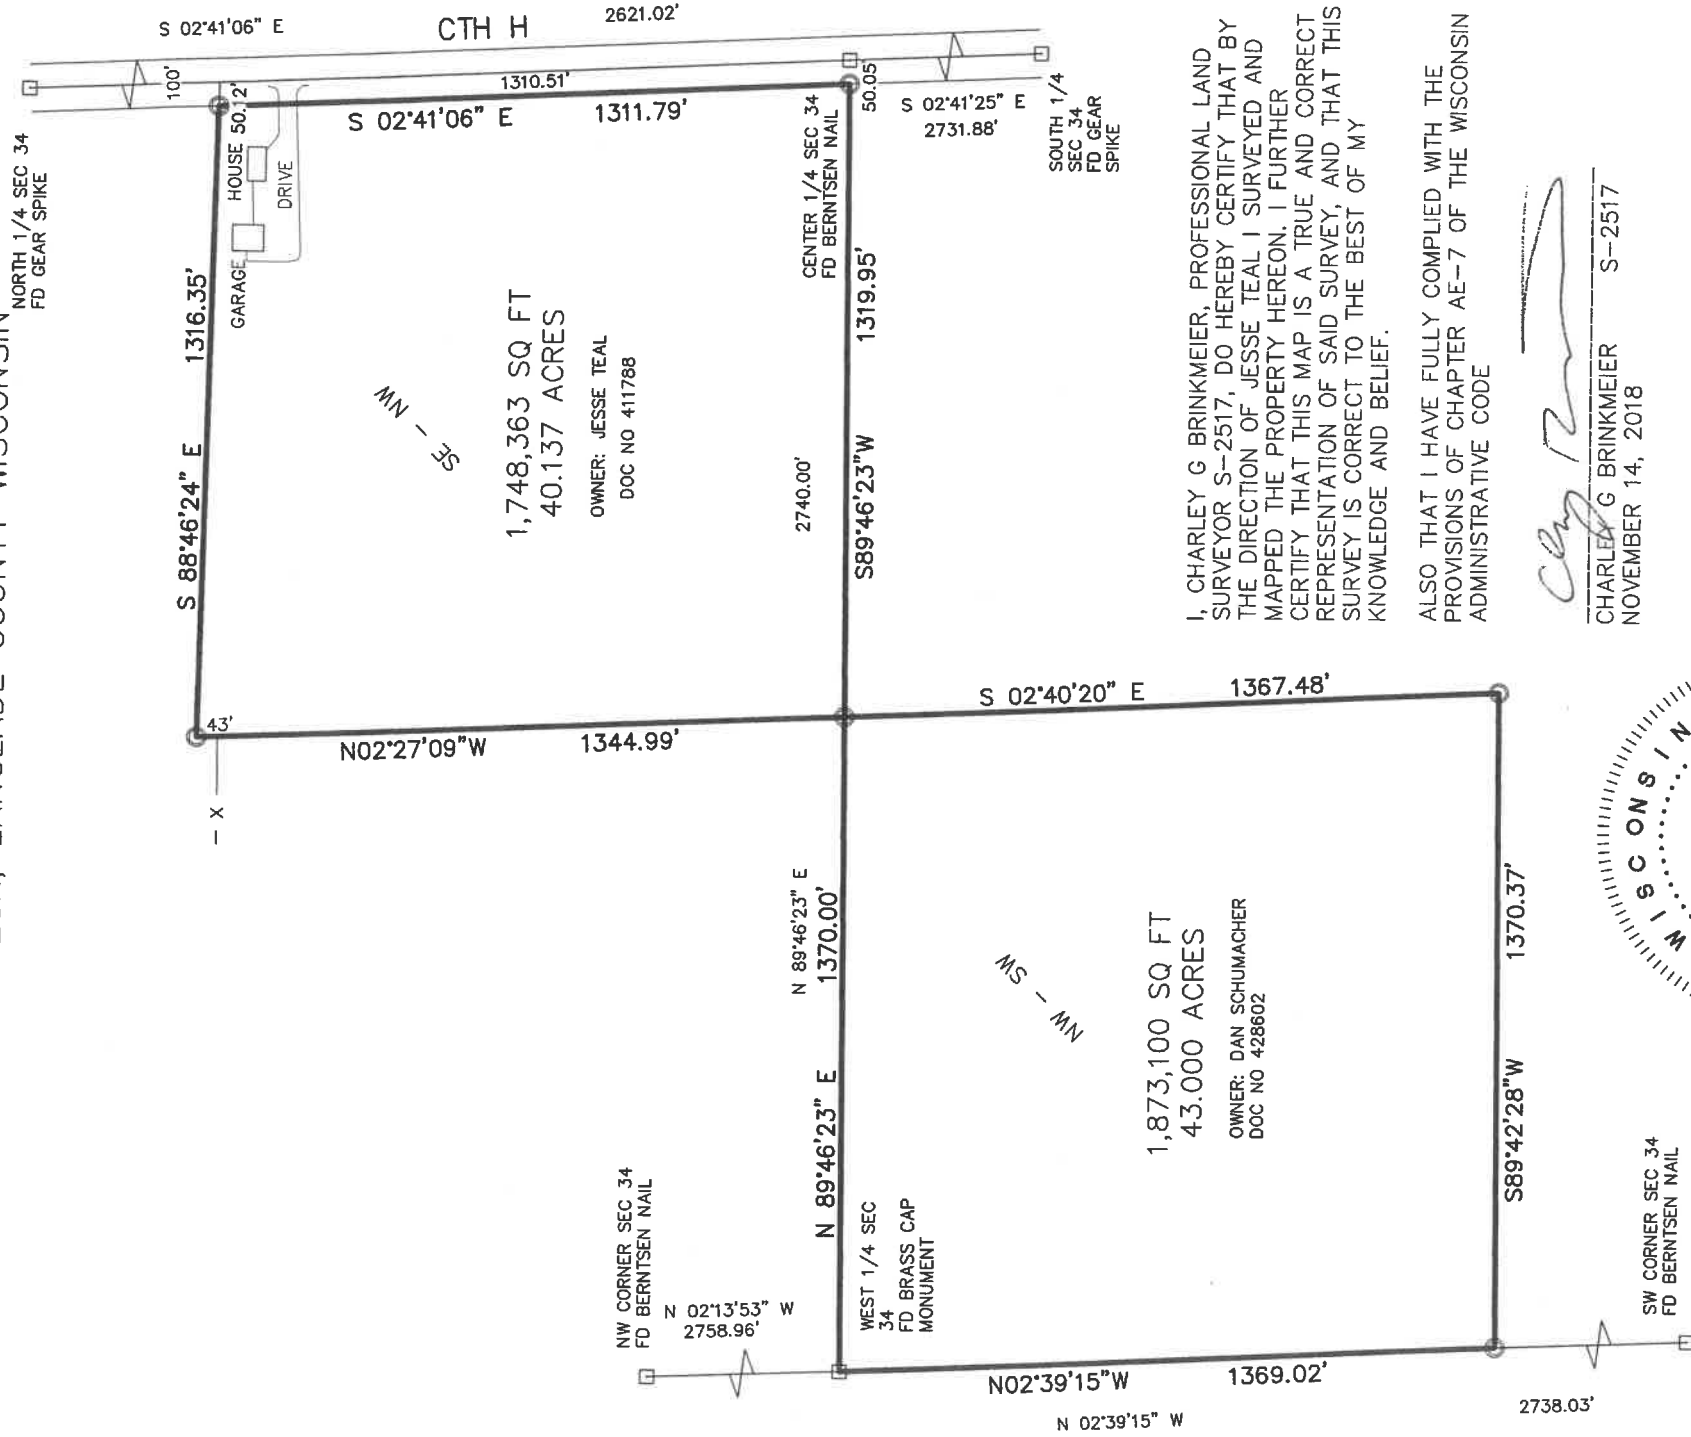 S 02°41'06" E
CTH H
2621.02'
NORTH 1/4 SEC 34
FD GEAR SPIKE
100'
50.12'
1310.51'
S 02°41'06" E
1311.79'
HOUSE
DRIVE
GARAGE
S 88°46'24" E
1316.35'
SE - NW
1,748,363 SQ FT
40.137 ACRES
OWNER: JESSE TEAL
DOC NO 411788
CENTER 1/4 SEC 34
FD BERNTSEN NAIL
50.05'
S 02°41'25" E
2731.88'
SOUTH 1/4
SEC 34
FD GEAR
SPIKE
2740.00'
S89°46'23"W
1319.95'
43'
- X
N02°27'09"W
1344.99'
S 02°40'20" E
1367.48'
N 89°46'23" E
N 89°46'23" E
1370.00'
NW - SW
1,873,100 SQ FT
43.000 ACRES
OWNER: DAN SCHUMACHER
DOC NO 428602
NW CORNER SEC 34
FD BERNTSEN NAIL
N 02°13'53" W
2758.96'
WEST 1/4 SEC
34
FD BRASS CAP
MONUMENT
N02°39'15"W
1369.02'
N 02°39'15" W
2738.03'
S89°42'28"W
1370.37'
SW CORNER SEC 34
FD BERNTSEN NAIL
I, CHARLEY G BRINKMEIER, PROFESSIONAL LAND
SURVEYOR S-2517, DO HEREBY CERTIFY THAT BY
THE DIRECTION OF JESSE TEAL I SURVEYED AND
MAPPED THE PROPERTY HEREON. I FURTHER
CERTIFY THAT THIS MAP IS A TRUE AND CORRECT
REPRESENTATION OF SAID SURVEY, AND THAT THIS
SURVEY IS CORRECT TO THE BEST OF MY
KNOWLEDGE AND BELIEF.
ALSO THAT I HAVE FULLY COMPLIED WITH THE
PROVISIONS OF CHAPTER AE-7 OF THE WISCONSIN
ADMINISTRATIVE CODE
CHARLEY G BRINKMEIER S-2517
NOVEMBER 14, 2018
WISCONSIN